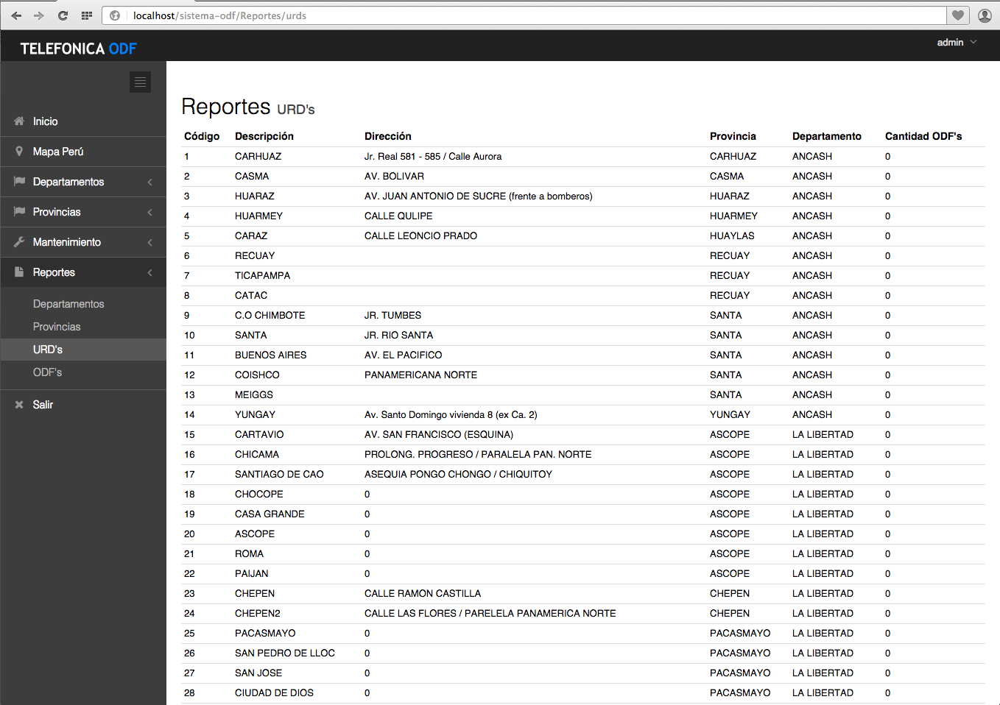 localhost/sistema-odf/Reportes/urds
TELEFONICA ODF
admin
Inicio
Mapa Perú
Departamentos
Provincias
Mantenimiento
Reportes
Departamentos
Provincias
URD's
ODF's
Salir
Reportes URD's
Código Descripción Dirección Provincia Departamento Cantidad ODF's
1 CARHUAZ Jr. Real 581 - 585 / Calle Aurora CARHUAZ ANCASH 0
2 CASMA AV. BOLIVAR CASMA ANCASH 0
3 HUARAZ AV. JUAN ANTONIO DE SUCRE (frente a bomberos) HUARAZ ANCASH 0
4 HUARMEY CALLE QULIPE HUARMEY ANCASH 0
5 CARAZ CALLE LEONCIO PRADO HUAYLAS ANCASH 0
6 RECUAY RECUAY ANCASH 0
7 TICAPAMPA RECUAY ANCASH 0
8 CATAC RECUAY ANCASH 0
9 C.O CHIMBOTE JR. TUMBES SANTA ANCASH 0
10 SANTA JR. RIO SANTA SANTA ANCASH 0
11 BUENOS AIRES AV. EL PACIFICO SANTA ANCASH 0
12 COISHCO PANAMERICANA NORTE SANTA ANCASH 0
13 MEIGGS SANTA ANCASH 0
14 YUNGAY Av. Santo Domingo vivienda 8 (ex Ca. 2) YUNGAY ANCASH 0
15 CARTAVIO AV. SAN FRANCISCO (ESQUINA) ASCOPE LA LIBERTAD 0
16 CHICAMA PROLONG. PROGRESO / PARALELA PAN. NORTE ASCOPE LA LIBERTAD 0
17 SANTIAGO DE CAO ASEQUIA PONGO CHONGO / CHIQUITOY ASCOPE LA LIBERTAD 0
18 CHOCOPE 0 ASCOPE LA LIBERTAD 0
19 CASA GRANDE 0 ASCOPE LA LIBERTAD 0
20 ASCOPE 0 ASCOPE LA LIBERTAD 0
21 ROMA 0 ASCOPE LA LIBERTAD 0
22 PAIJAN 0 ASCOPE LA LIBERTAD 0
23 CHEPEN CALLE RAMON CASTILLA CHEPEN LA LIBERTAD 0
24 CHEPEN2 CALLE LAS FLORES / PARELELA PANAMERICA NORTE CHEPEN LA LIBERTAD 0
25 PACASMAYO 0 PACASMAYO LA LIBERTAD 0
26 SAN PEDRO DE LLOC 0 PACASMAYO LA LIBERTAD 0
27 SAN JOSE 0 PACASMAYO LA LIBERTAD 0
28 CIUDAD DE DIOS 0 PACASMAYO LA LIBERTAD 0